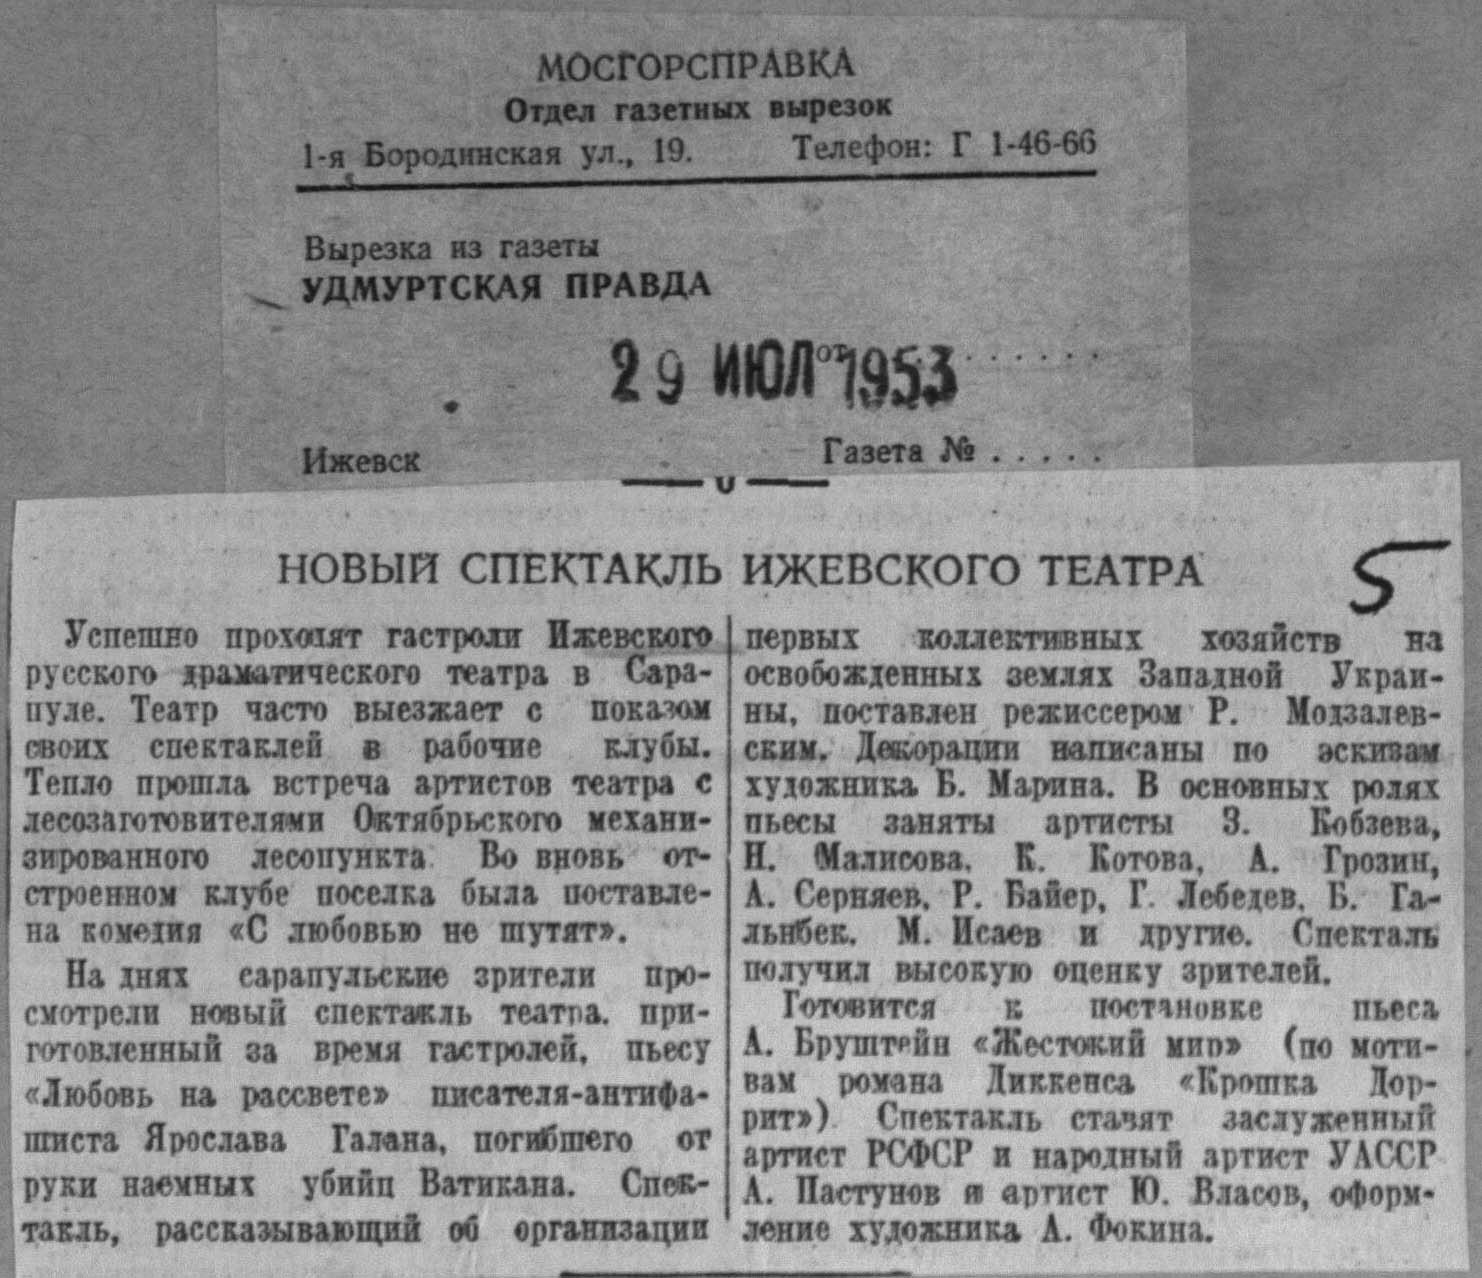 МОСГОРСПРАВКА
Отдел газетных вырезок
1-я Бородинская ул., 19. Телефон: Г 1-46-66
Вырезка из газеты
УДМУРТСКАЯ ПРАВДА
от . . . . . .
29 ИЮЛ 1953
Ижевск Газета № . . . . .
НОВЫЙ СПЕКТАКЛЬ ИЖЕВСКОГО ТЕАТРА
5
Успешно проходят гастроли Ижевского
русского драматического театра в Сара-
пуле. Театр часто выезжает с показом
своих спектаклей в рабочие клубы.
Тепло прошла встреча артистов театра с
лесозаготовителями Октябрьского механи-
зированного лесопункта. Во вновь от-
строенном клубе поселка была поставле-
на комедия «С любовью не шутят».
На днях сарапульские зрители про-
смотрели новый спектакль театра, при-
готовленный за время гастролей, пьесу
«Любовь на рассвете» писателя-антифа-
шиста Ярослава Галана, погибшего от
руки наемных убийц Ватикана. Спек-
такль, рассказывающий об организации
первых коллективных хозяйств на
освобожденных землях Западной Украи-
ны, поставлен режиссером Р. Модзалев-
ским. Декорации написаны по эскизам
художника Б. Марина. В основных ролях
пьесы заняты артисты З. Кобзева,
Н. Малисова, К. Котова, А. Грозин,
А. Серняев, Р. Байер, Г. Лебедев, Б. Га-
льнбек, М. Исаев и другие. Спекталь
получил высокую оценку зрителей.
Готовится к постановке пьеса
А. Бруштейн «Жестокий мир» (по моти-
вам романа Диккенса «Крошка Дор-
рит») Спектакль ставят заслуженный
артист РСФСР и народный артист УАССР
А. Пастунов и артист Ю. Власов, оформ-
ление художника А. Фокина.